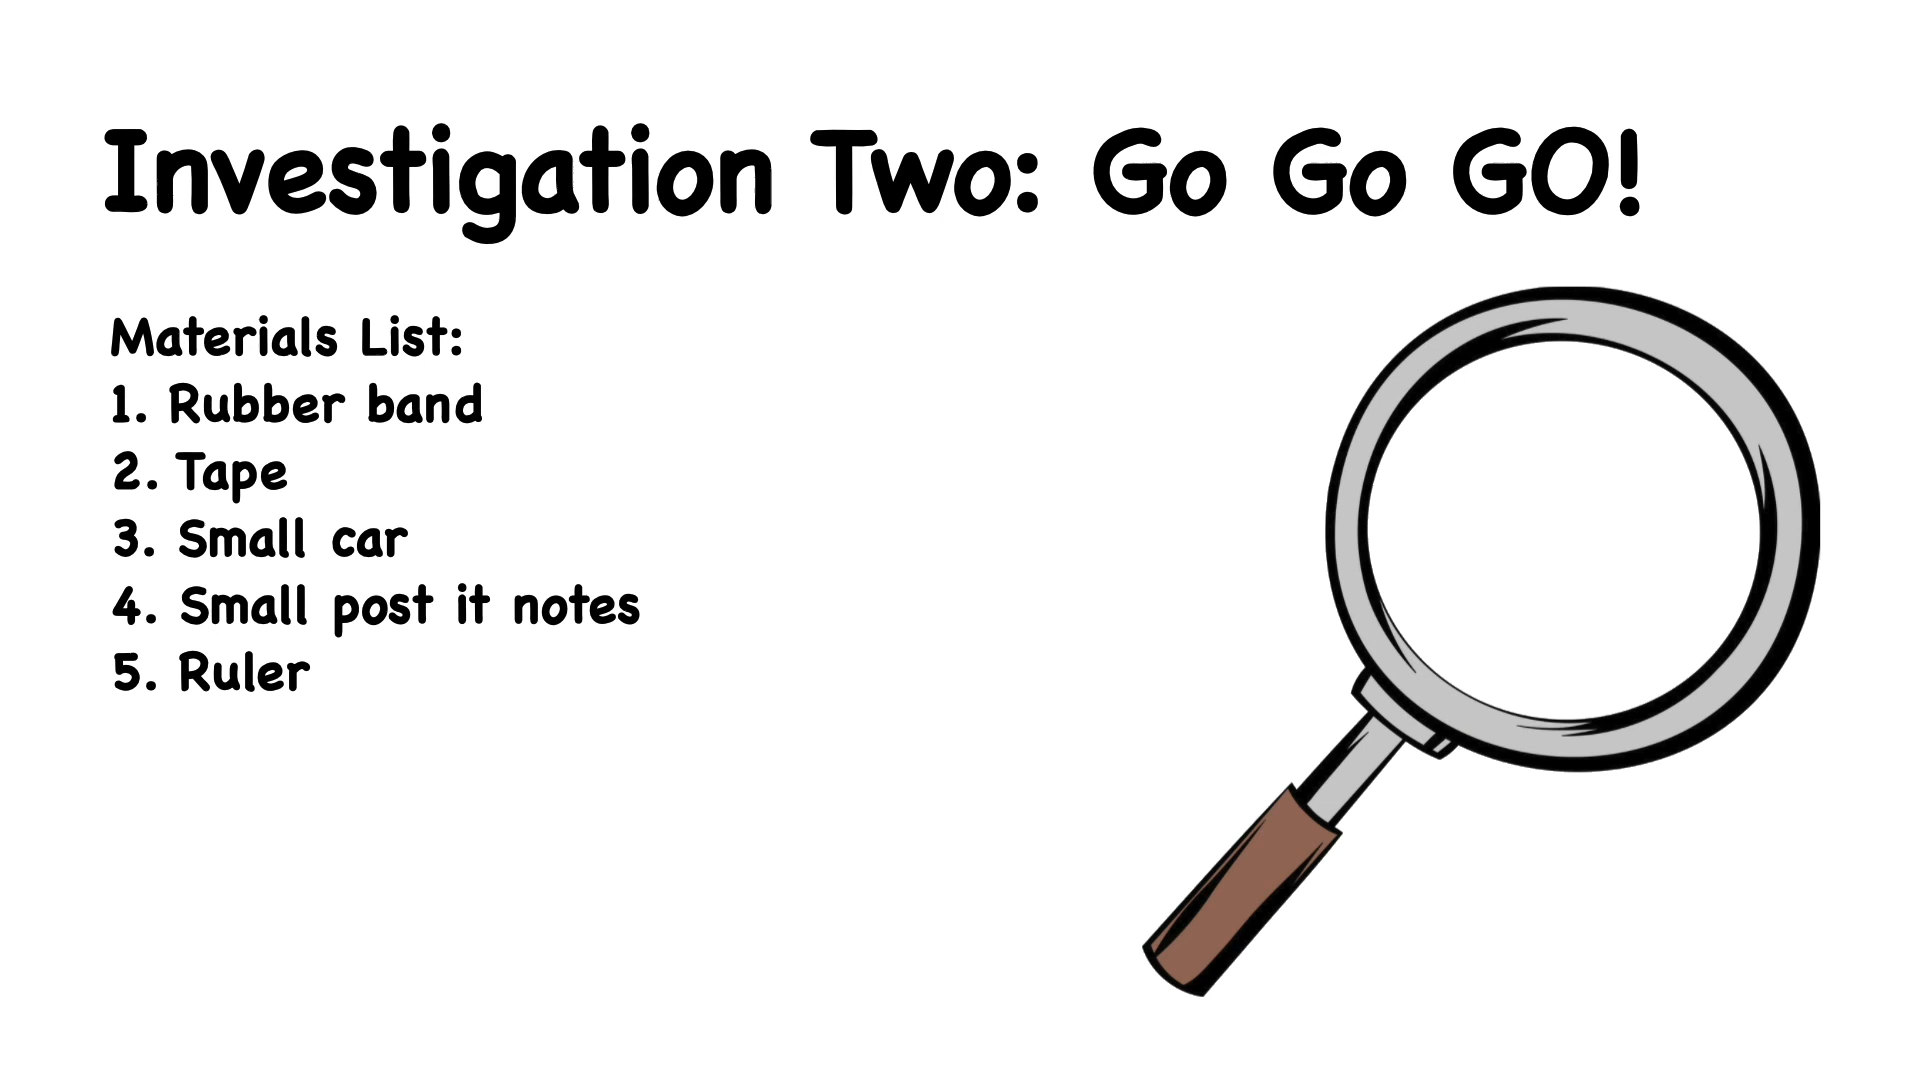 Investigation Two: Go Go GO!
Materials List:
1. Rubber band
2. Tape
3. Small car
4. Small post it notes
5. Ruler